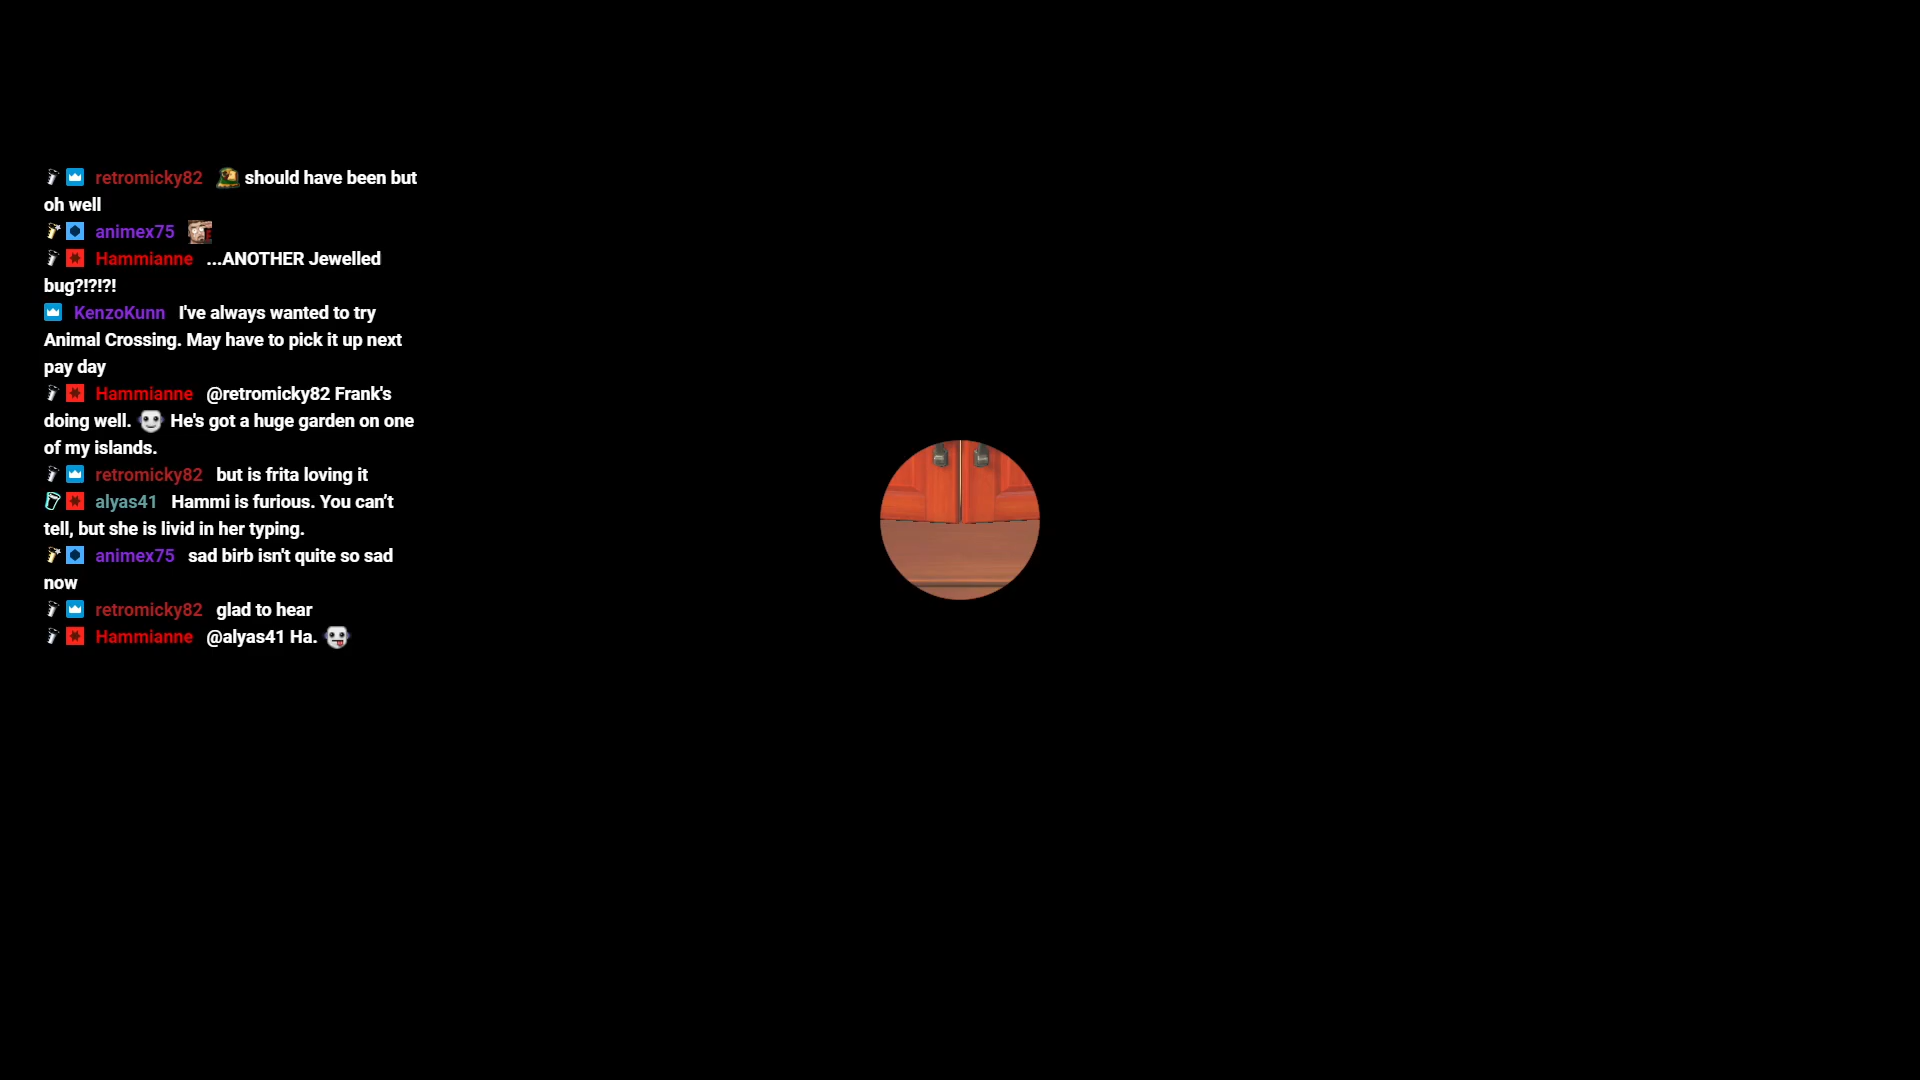 retromicky82 should have been but
oh well
animex75
Hammianne ...ANOTHER Jewelled
bug?!?!?!
KenzoKunn I've always wanted to try
Animal Crossing. May have to pick it up next
pay day
Hammianne @retromicky82 Frank's
doing well. He's got a huge garden on one
of my islands.
retromicky82 but is frita loving it
alyas41 Hammi is furious. You can't
tell, but she is livid in her typing.
animex75 sad birb isn't quite so sad
now
retromicky82 glad to hear
Hammianne @alyas41 Ha.